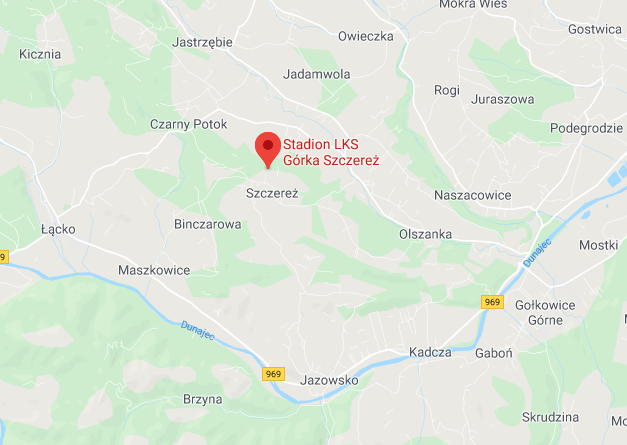 Mokra Wieś
Gostwica
Owieczka
Jastrzębie
Kicznia
Jadamwola
Rogi
Juraszowa
Czarny Potok
Podegrodzie
Stadion LKS
Górka Szczereż
Szczereż
Naszacowice
Binczarowa
Łącko
Olszanka
Mostki
Dunajec
9
Maszkowice
969
Gołkowice
Górne
Dunajec
Kadcza
Gaboń
969
Jazowsko
Brzyna
Skrudzina